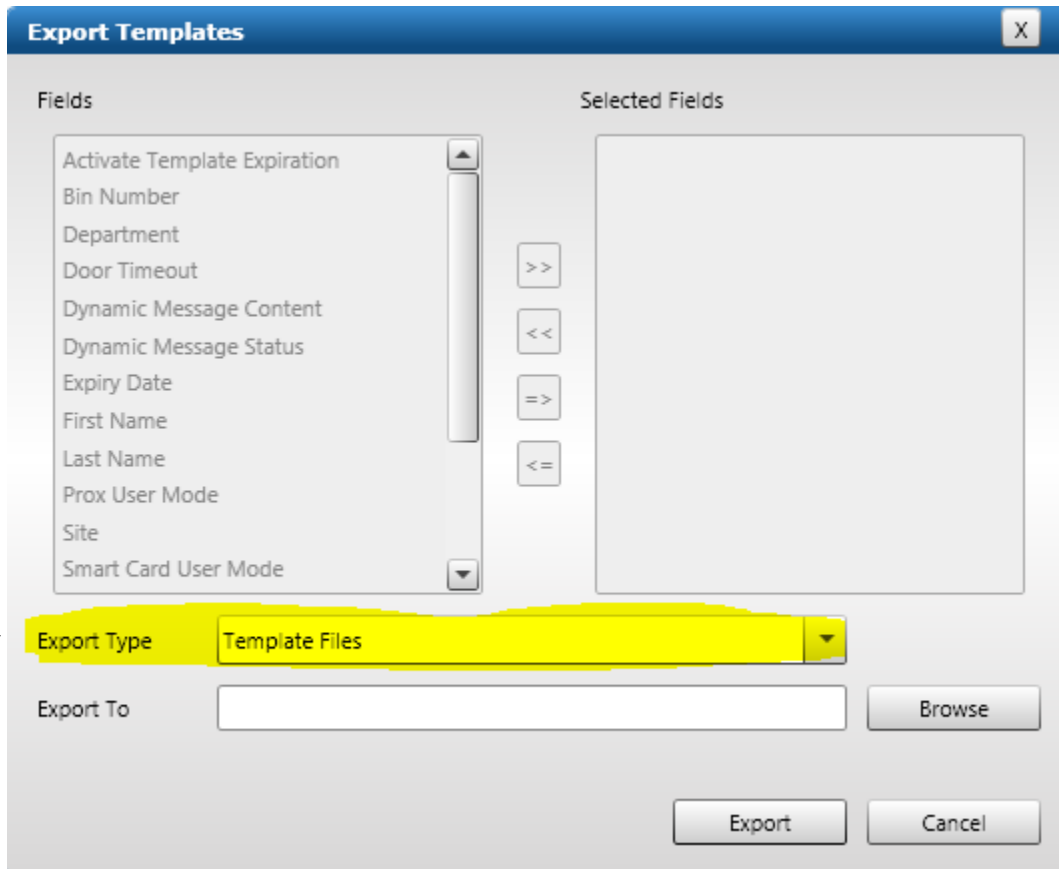 Export Templates
X
Fields
Selected Fields
Activate Template Expiration
Bin Number
Department
Door Timeout
Dynamic Message Content
Dynamic Message Status
Expiry Date
First Name
Last Name
Prox User Mode
Site
Smart Card User Mode
>>
<<
=>
<=
Export Type
Template Files
Export To
Browse
Export
Cancel